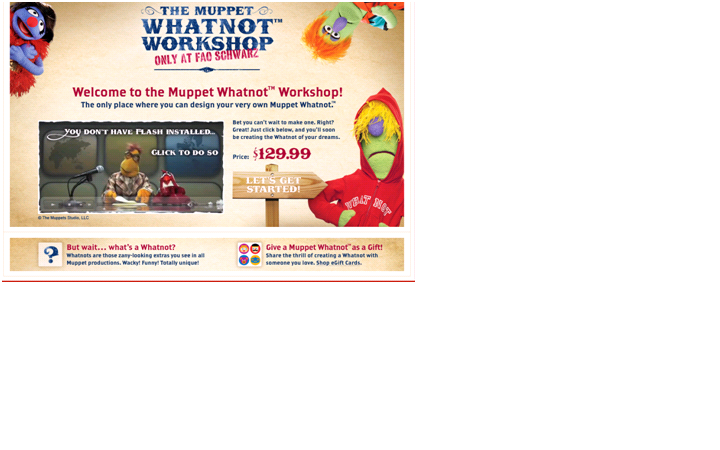 THE MUPPET
WHATNOT™
WORKSHOP
ONLY AT FAO SCHWARZ
Welcome to the Muppet Whatnot™ Workshop!
The only place where you can design your very own Muppet Whatnot.™
YOU DON'T HAVE FLASH INSTALLED...
CLICK TO DO SO
Bet you can't wait to make one. Right?
Great! Just click below, and you'll soon
be creating the Whatnot of your dreams.
Price: $129.99
LET'S GET
STARTED!
WHAT NOT
© The Muppets Studio, LLC
But wait... what's a Whatnot?
Whatnots are those zany-looking extras you see in all
Muppet productions. Wacky! Funny! Totally unique!
Give a Muppet Whatnot™ as a Gift!
Share the thrill of creating a Whatnot with
someone you love. Shop eGift Cards.